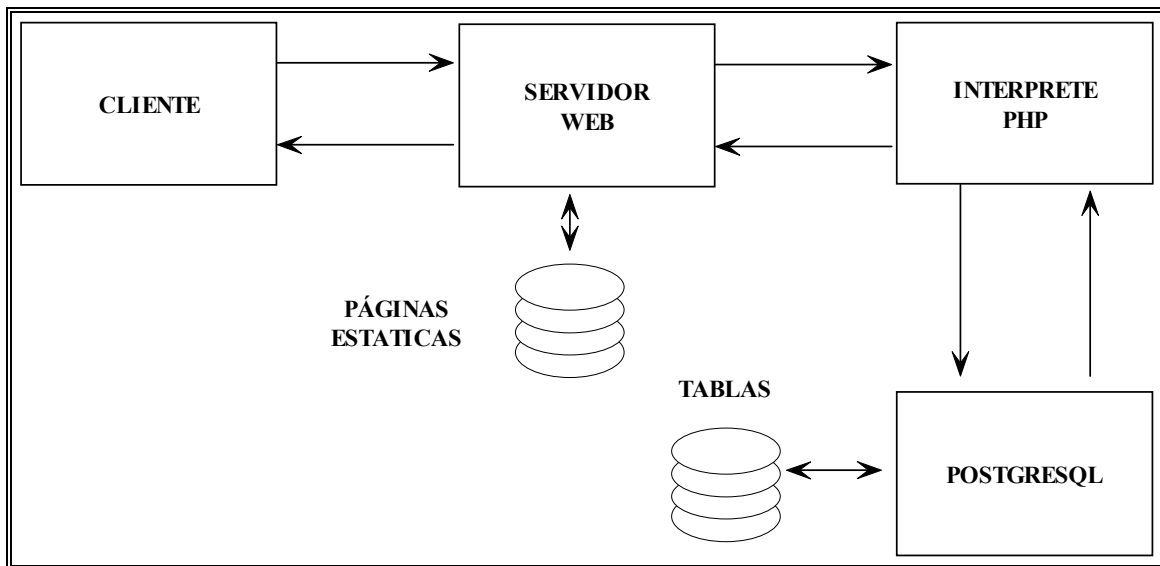 CLIENTE
SERVIDOR
WEB
INTERPRETE
PHP
PÁGINAS
ESTATICAS
TABLAS
POSTGRESQL